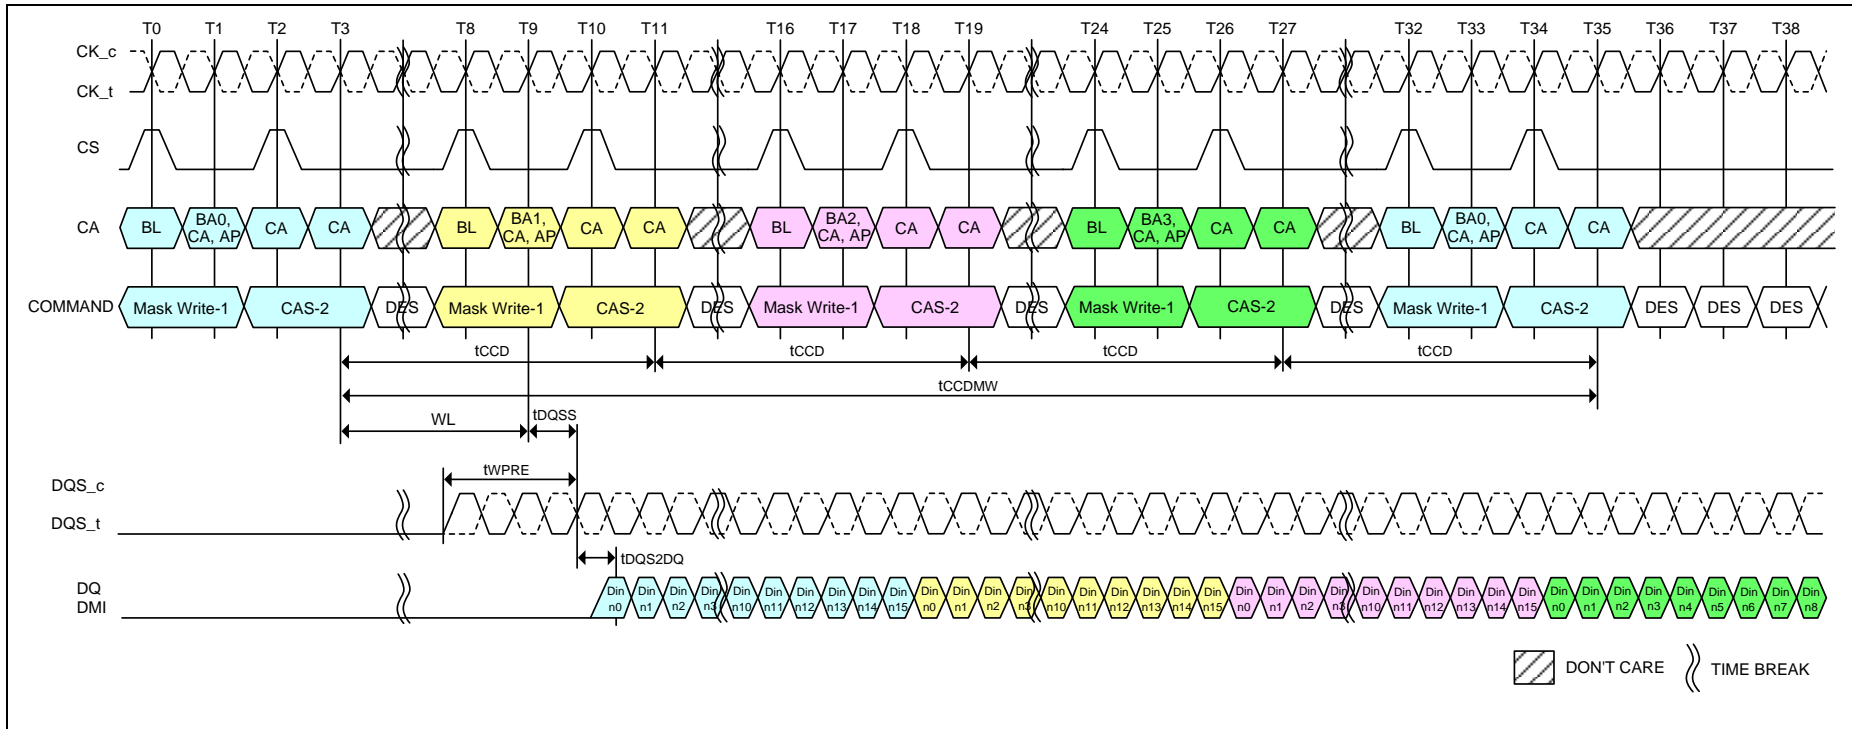 T0 T1 T2 T3 T8 T9 T10 T11 T16 T17 T18 T19 T24 T25 T26 T27 T32 T33 T34 T35 T36 T37 T38
CK_c
CK_t
CS
CA
BL BA0, CA, AP CA CA BL BA1, CA, AP CA CA BL BA2, CA, AP CA CA BL BA3, CA, AP CA CA BL BA0, CA, AP CA CA
COMMAND Mask Write-1 CAS-2 DES Mask Write-1 CAS-2 DES Mask Write-1 CAS-2 DES Mask Write-1 CAS-2 DES Mask Write-1 CAS-2 DES DES DES
tCCD tCCD tCCD tCCD
tCCDMW
WL tDQSS
tWPRE
DQS_c
DQS_t
tDQS2DQ
DQ
DMI
Din n0 Din n1 Din n2 Din n3 Din n10 Din n11 Din n12 Din n13 Din n14 Din n15 Din n0 Din n1 Din n2 Din n3 Din n10 Din n11 Din n12 Din n13 Din n14 Din n15 Din n0 Din n1 Din n2 Din n3 Din n10 Din n11 Din n12 Din n13 Din n14 Din n15 Din n0 Din n1 Din n2 Din n3 Din n4 Din n5 Din n6 Din n7 Din n8
DON'T CARE TIME BREAK